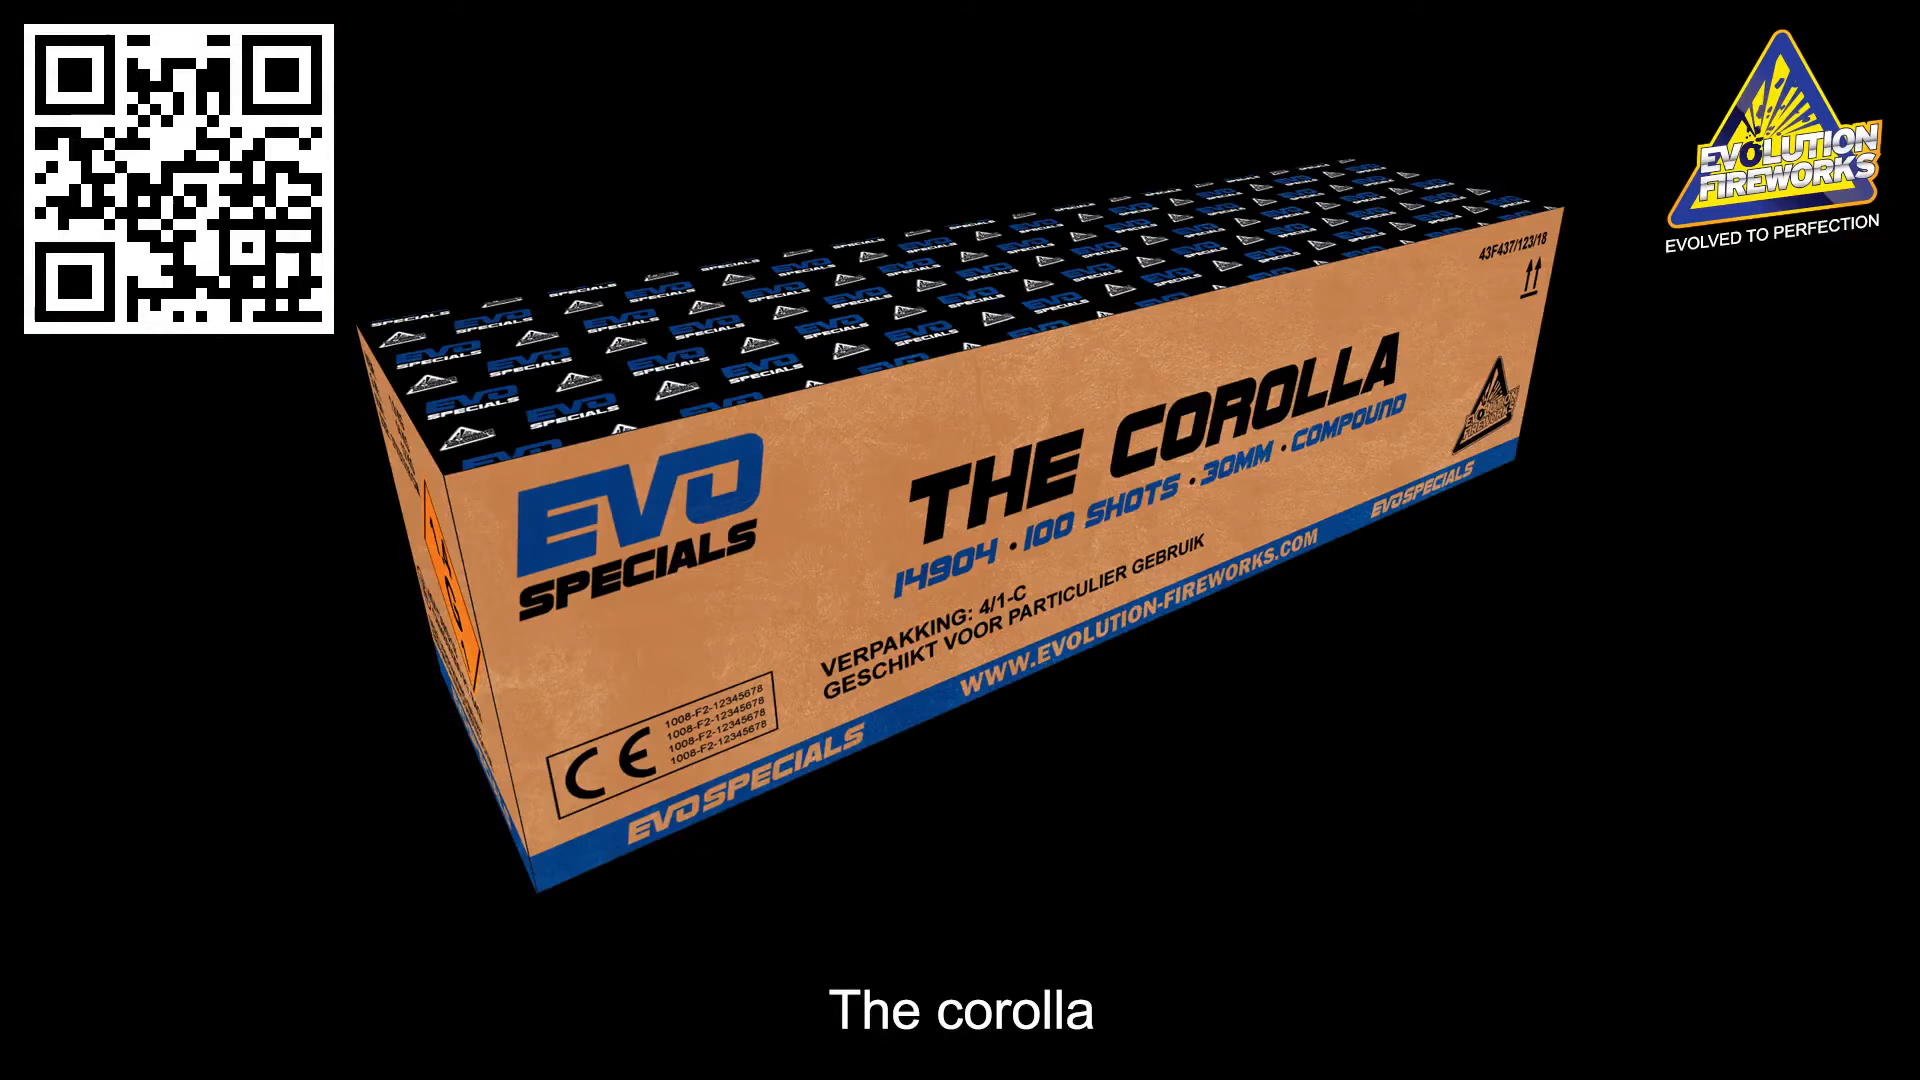 EVOLUTION
FIREWORKS
EVOLVED TO PERFECTION
43F437/123/18
EVO
SPECIALS
THE COROLLA
14904 • 100 SHOTS • 30MM • COMPOUND
VERPAKKING: 4/1-C
GESCHIKT VOOR PARTICULIER GEBRUIK
CE
1008-F2-12345678
1008-F2-12345678
1008-F2-12345678
1008-F2-12345678
EVOSPECIALS
WWW.EVOLUTION-FIREWORKS.COM
EVOSPECIALS
The corolla